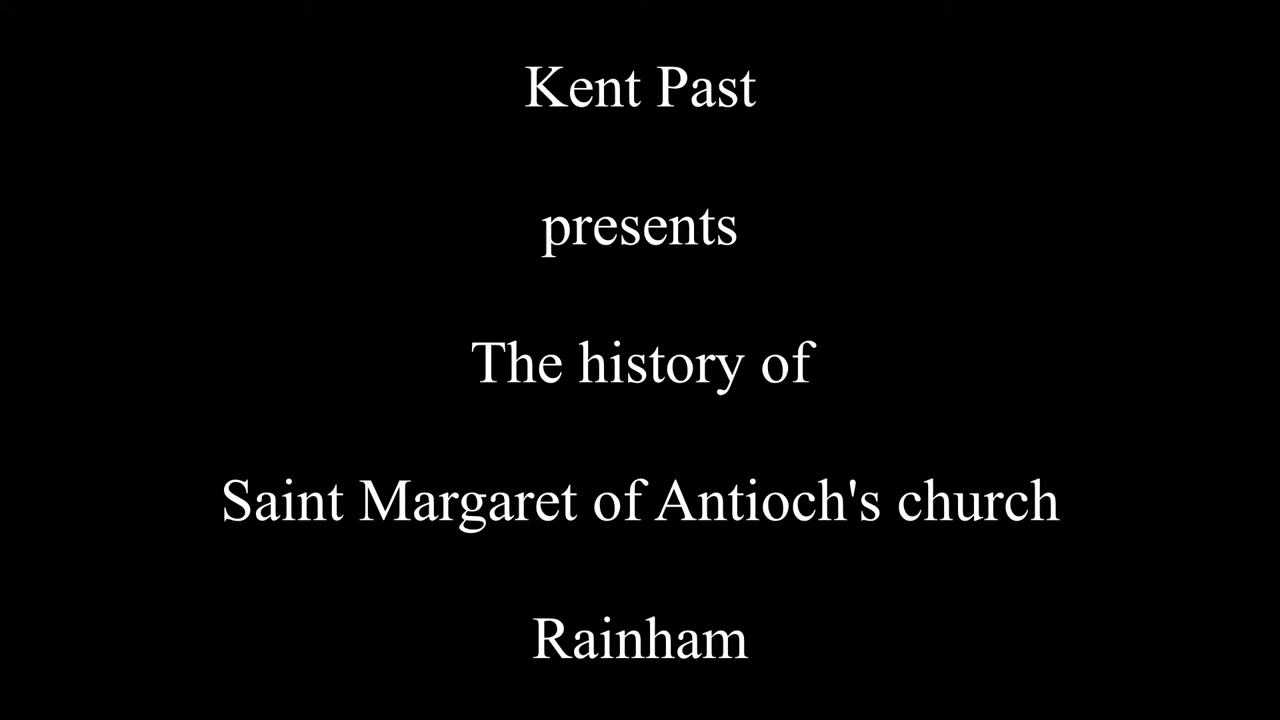 Kent Past
presents
The history of
Saint Margaret of Antioch's church
Rainham